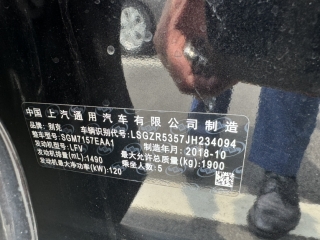 中国 上汽通用汽车有限公司制造
品牌:别克 车辆识别代号:LSGZR5357JH234094
整车型号:SGM7157EAA1 制造年月:2018-10
发动机型号:LFV 最大允许总质量(kg):1900
发动机排量(mL):1490 乘坐人数:5
发动机最大净功率(kW):120